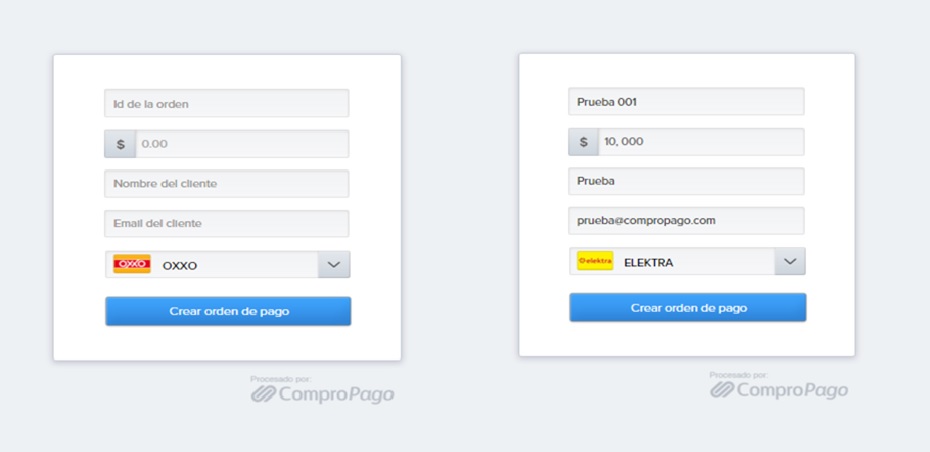 Id de la orden
$ 0.00
Nombre del cliente
Email del cliente
OXXO OXXO
Crear orden de pago
Procesado por:
ComproPago
Prueba 001
$ 10, 000
Prueba
prueba@compropago.com
elektra ELEKTRA
Crear orden de pago
Procesado por:
ComproPago